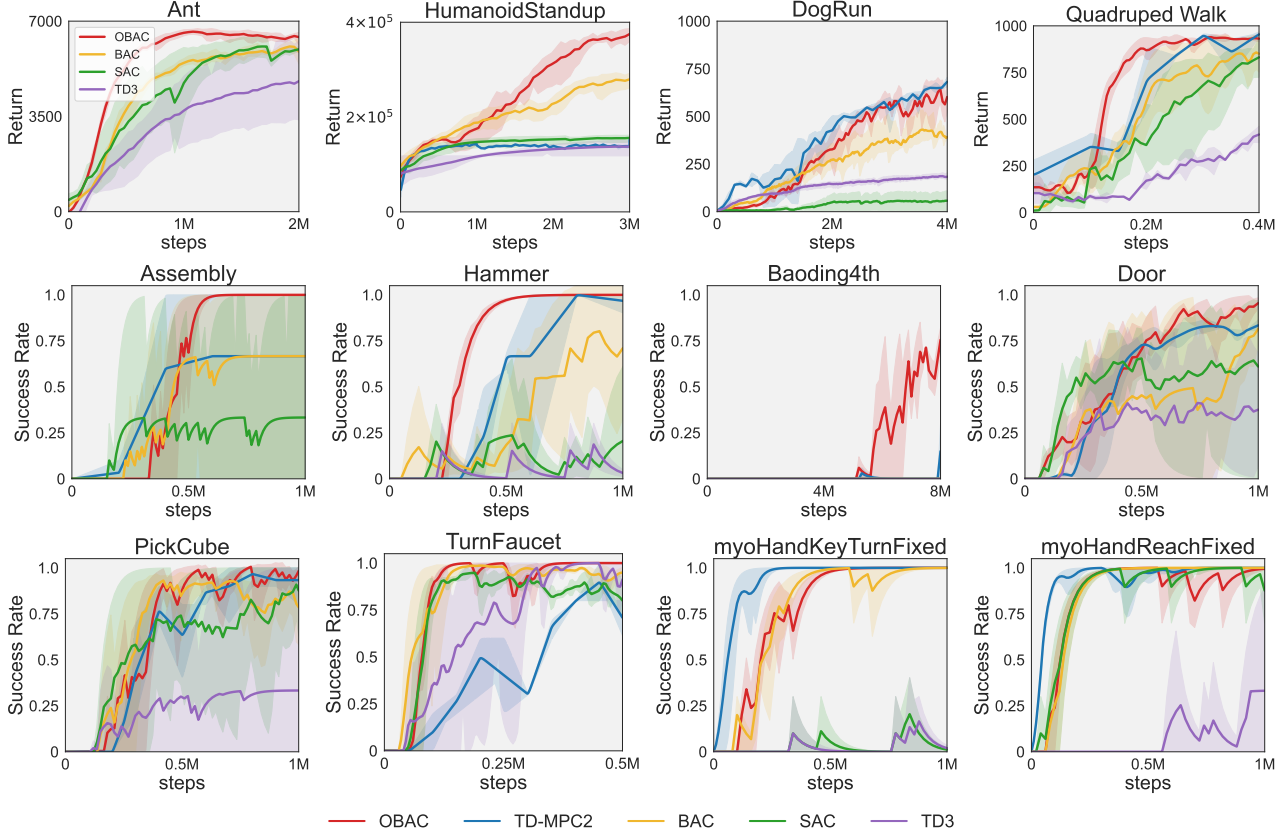 Ant
HumanoidStandup
DogRun
Quadruped Walk
7000
3500
0
Return
OBAC
BAC
SAC
TD3
0
1M
2M
steps
4×10⁵
2×10⁵
0
Return
0
1M
2M
3M
steps
1000
750
500
250
0
Return
0
2M
4M
steps
1000
750
500
250
0
Return
0
0.2M
0.4M
steps
Assembly
Hammer
Baoding4th
Door
1.0
0.75
0.5
0.25
0
Success Rate
0
0.5M
1M
steps
1.0
0.75
0.5
0.25
0
Success Rate
0
0.5M
1M
steps
1.0
0.75
0.5
0.25
0
Success Rate
0
4M
8M
steps
1.0
0.75
0.5
0.25
0
Success Rate
0
0.5M
1M
steps
PickCube
TurnFaucet
myoHandKeyTurnFixed
myoHandReachFixed
1.0
0.75
0.5
0.25
0
Success Rate
0
0.5M
1M
steps
1.0
0.75
0.5
0.25
0
Success Rate
0
0.25M
0.5M
steps
1.0
0.75
0.5
0.25
0
Success Rate
0
0.5M
1M
steps
1.0
0.75
0.5
0.25
0
Success Rate
0
0.5M
1M
steps
OBAC TD-MPC2 BAC SAC TD3